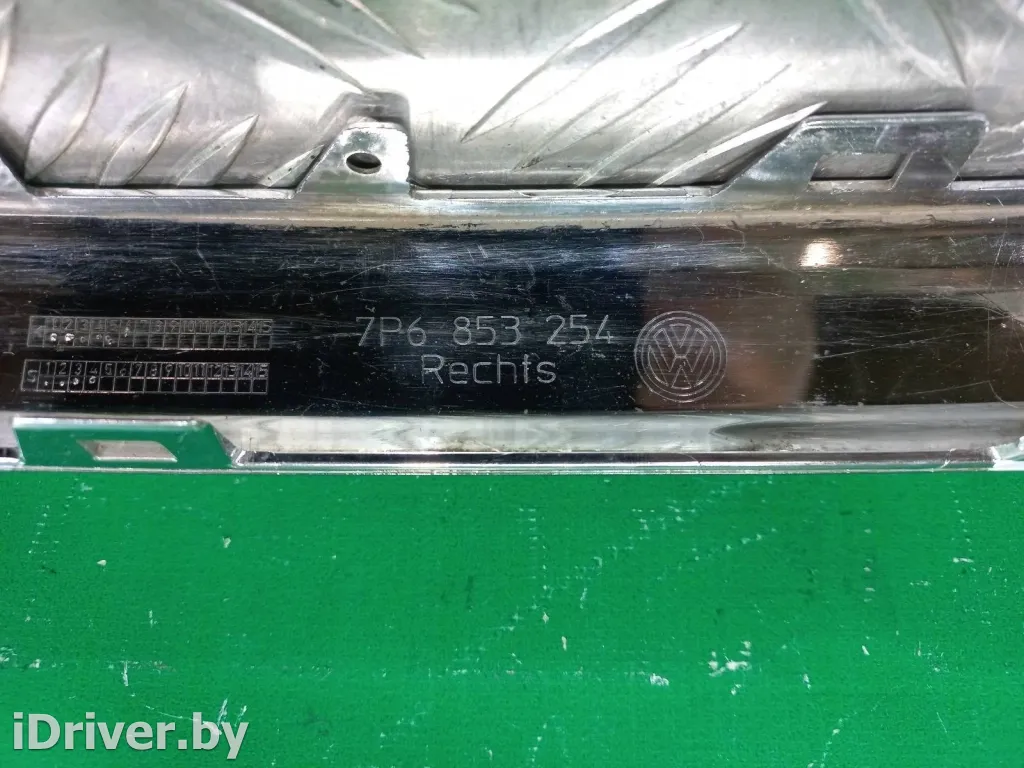 7P6 853 254
Rechts
iDriver.by